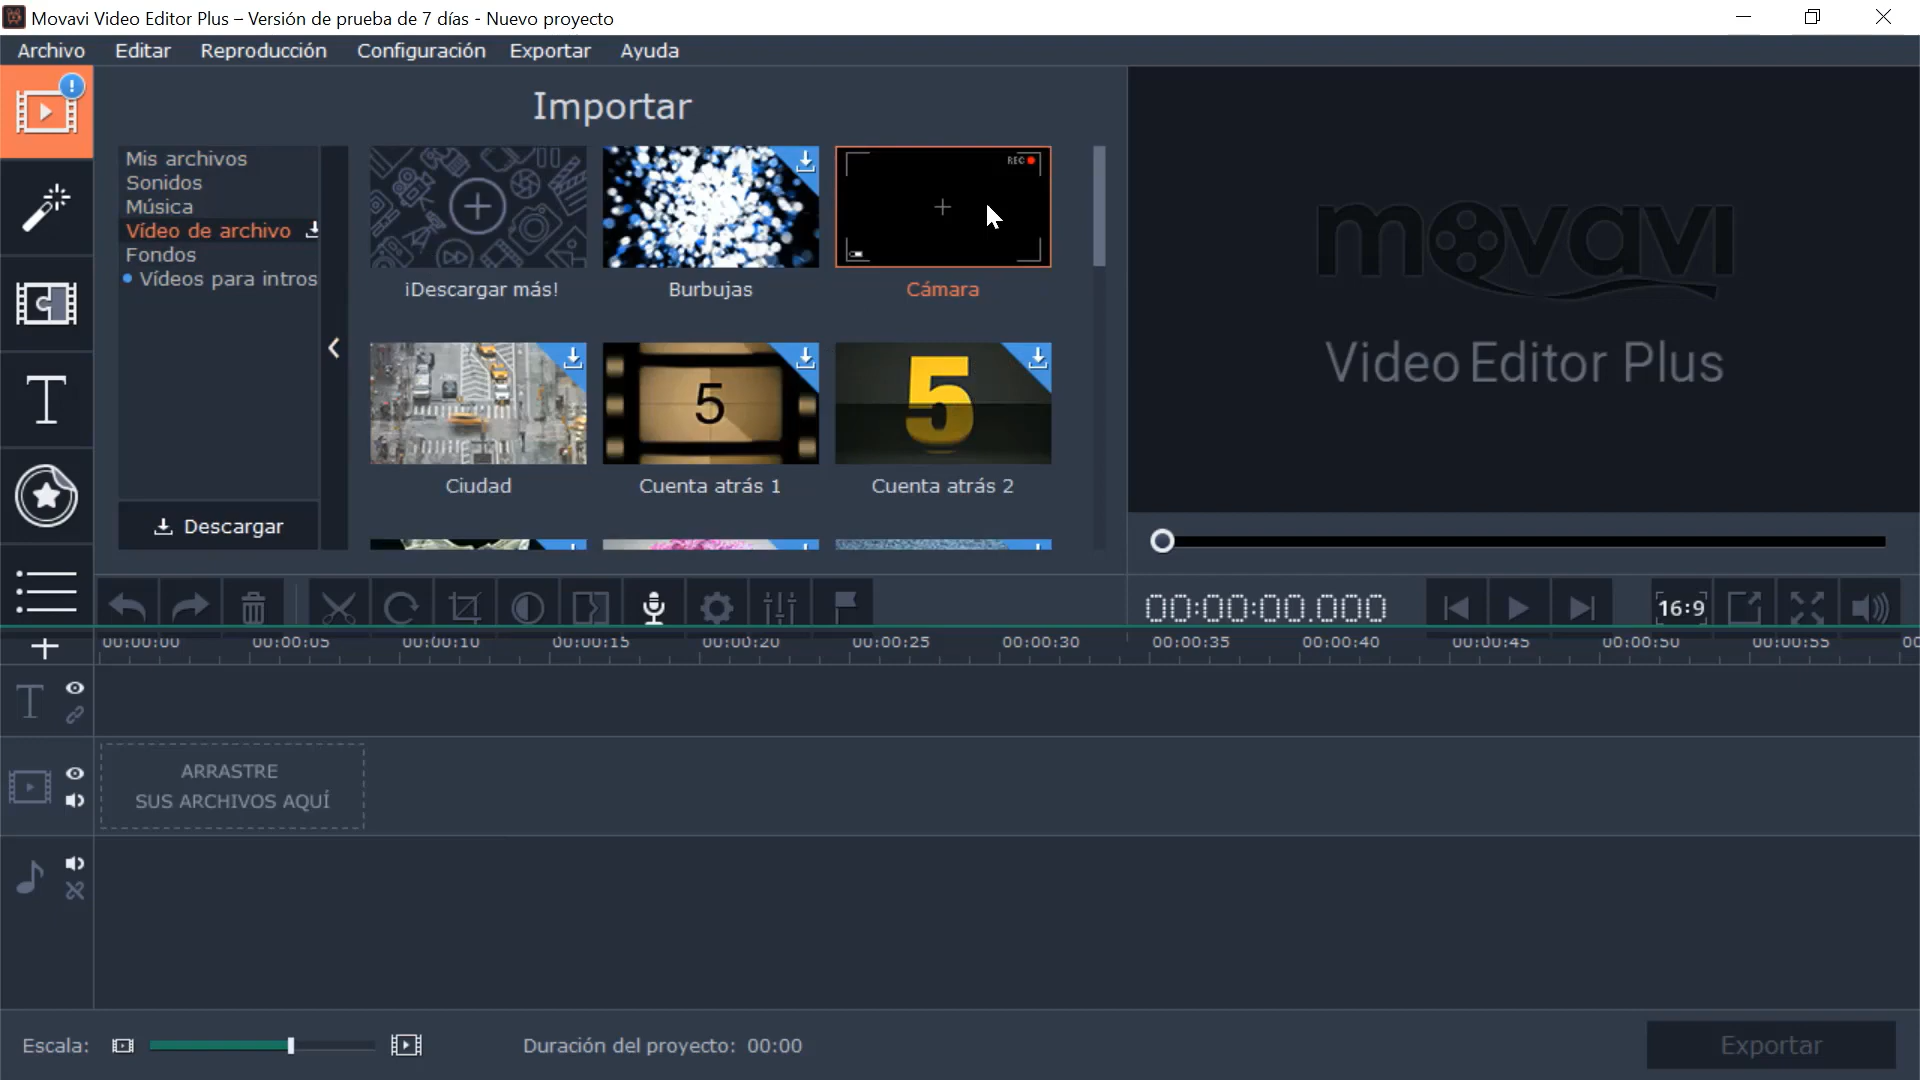 Movavi Video Editor Plus – Versión de prueba de 7 días - Nuevo proyecto
Archivo Editar Reproducción Configuración Exportar Ayuda
Importar
Mis archivos
Sonidos
Música
Vídeo de archivo
Fondos
Vídeos para intros
Descargar
REC
¡Descargar más!
Burbujas
Cámara
5
5
Ciudad
Cuenta atrás 1
Cuenta atrás 2
movavi
Video Editor Plus
00:00:00.000
16:9
00:00:00 00:00:05 00:00:10 00:00:15 00:00:20 00:00:25 00:00:30 00:00:35 00:00:40 00:00:45 00:00:50 00:00:55 00
T
T
ARRASTRE
SUS ARCHIVOS AQUÍ
Escala:
Duración del proyecto: 00:00
Exportar